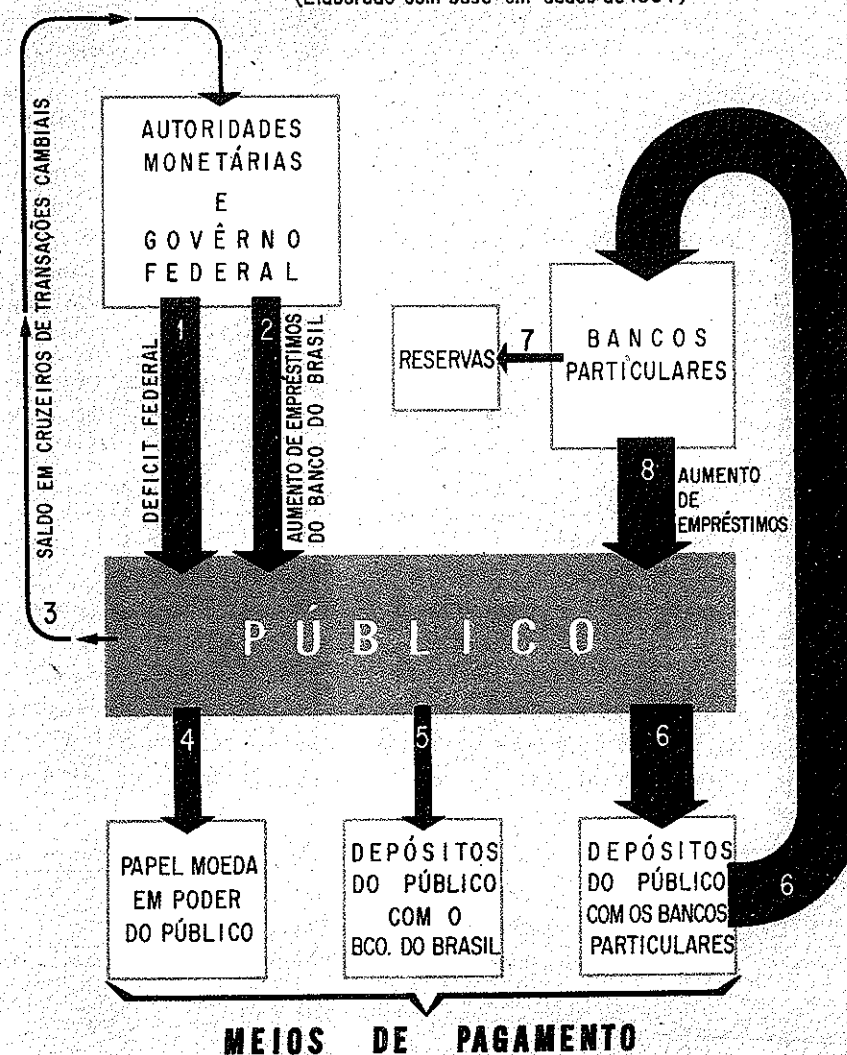 AUTORIDADES
MONETÁRIAS
E
GOVÊRNO
FEDERAL
SALDO EM CRUZEIROS DE TRANSAÇÕES CAMBIAIS
1
DEFICIT FEDERAL
2
AUMENTO DE EMPRÉSTIMOS
DO BANCO DO BRASIL
RESERVAS
7
BANCOS
PARTICULARES
8
AUMENTO
DE
EMPRÉSTIMOS
3
PÚBLICO
4
5
6
PAPEL MOEDA
EM PODER
DO PÚBLICO
DEPÓSITOS
DO PÚBLICO
COM O
BCO. DO BRASIL
DEPÓSITOS
DO PÚBLICO
COM OS BANCOS
PARTICULARES
6
MEIOS DE PAGAMENTO